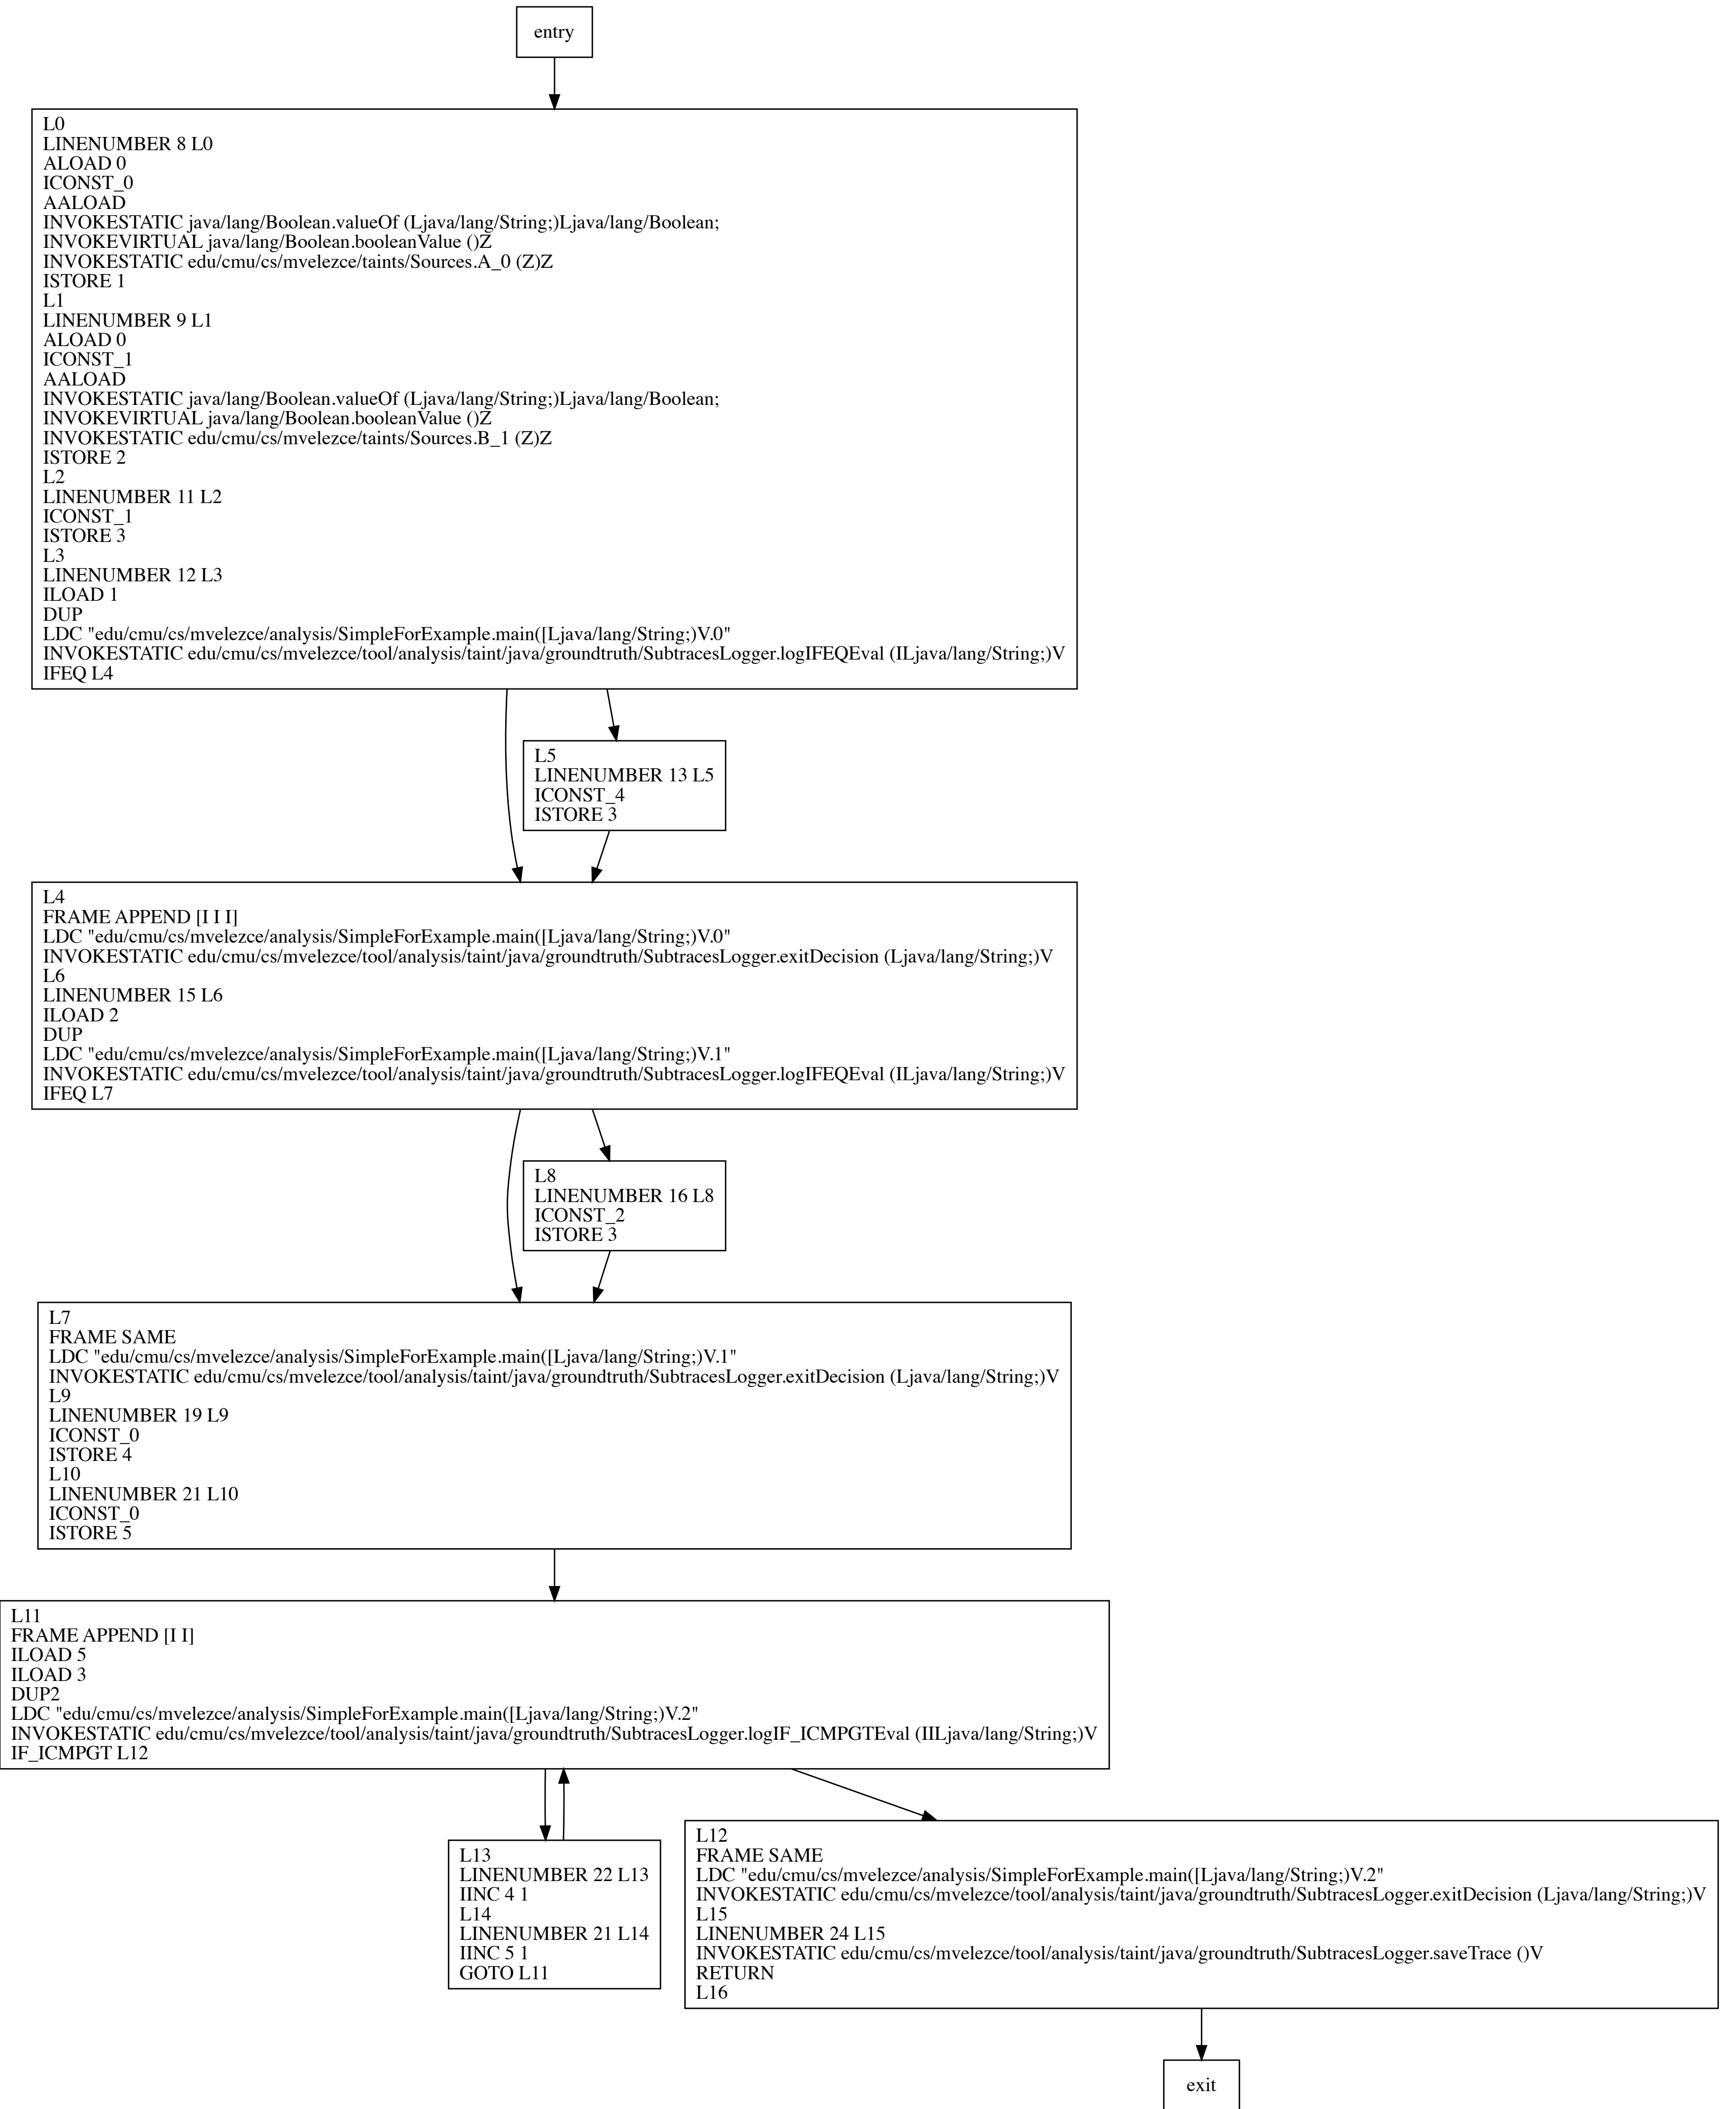 entry
L0
LINENUMBER 8 L0
ALOAD 0
ICONST_0
AALOAD
INVOKESTATIC java/lang/Boolean.valueOf (Ljava/lang/String;)Ljava/lang/Boolean;
INVOKEVIRTUAL java/lang/Boolean.booleanValue ()Z
INVOKESTATIC edu/cmu/cs/mvelezce/taints/Sources.A_0 (Z)Z
ISTORE 1
L1
LINENUMBER 9 L1
ALOAD 0
ICONST_1
AALOAD
INVOKESTATIC java/lang/Boolean.valueOf (Ljava/lang/String;)Ljava/lang/Boolean;
INVOKEVIRTUAL java/lang/Boolean.booleanValue ()Z
INVOKESTATIC edu/cmu/cs/mvelezce/taints/Sources.B_1 (Z)Z
ISTORE 2
L2
LINENUMBER 11 L2
ICONST_1
ISTORE 3
L3
LINENUMBER 12 L3
ILOAD 1
DUP
LDC "edu/cmu/cs/mvelezce/analysis/SimpleForExample.main([Ljava/lang/String;)V.0"
INVOKESTATIC edu/cmu/cs/mvelezce/tool/analysis/taint/java/groundtruth/SubtracesLogger.logIFEQEval (ILjava/lang/String;)V
IFEQ L4
L5
LINENUMBER 13 L5
ICONST_4
ISTORE 3
L4
FRAME APPEND [I I I]
LDC "edu/cmu/cs/mvelezce/analysis/SimpleForExample.main([Ljava/lang/String;)V.0"
INVOKESTATIC edu/cmu/cs/mvelezce/tool/analysis/taint/java/groundtruth/SubtracesLogger.exitDecision (Ljava/lang/String;)V
L6
LINENUMBER 15 L6
ILOAD 2
DUP
LDC "edu/cmu/cs/mvelezce/analysis/SimpleForExample.main([Ljava/lang/String;)V.1"
INVOKESTATIC edu/cmu/cs/mvelezce/tool/analysis/taint/java/groundtruth/SubtracesLogger.logIFEQEval (ILjava/lang/String;)V
IFEQ L7
L8
LINENUMBER 16 L8
ICONST_2
ISTORE 3
L7
FRAME SAME
LDC "edu/cmu/cs/mvelezce/analysis/SimpleForExample.main([Ljava/lang/String;)V.1"
INVOKESTATIC edu/cmu/cs/mvelezce/tool/analysis/taint/java/groundtruth/SubtracesLogger.exitDecision (Ljava/lang/String;)V
L9
LINENUMBER 19 L9
ICONST_0
ISTORE 4
L10
LINENUMBER 21 L10
ICONST_0
ISTORE 5
L11
FRAME APPEND [I I]
ILOAD 5
ILOAD 3
DUP2
LDC "edu/cmu/cs/mvelezce/analysis/SimpleForExample.main([Ljava/lang/String;)V.2"
INVOKESTATIC edu/cmu/cs/mvelezce/tool/analysis/taint/java/groundtruth/SubtracesLogger.logIF_ICMPGTEval (IILjava/lang/String;)V
IF_ICMPGT L12
L13
LINENUMBER 22 L13
IINC 4 1
L14
LINENUMBER 21 L14
IINC 5 1
GOTO L11
L12
FRAME SAME
LDC "edu/cmu/cs/mvelezce/analysis/SimpleForExample.main([Ljava/lang/String;)V.2"
INVOKESTATIC edu/cmu/cs/mvelezce/tool/analysis/taint/java/groundtruth/SubtracesLogger.exitDecision (Ljava/lang/String;)V
L15
LINENUMBER 24 L15
INVOKESTATIC edu/cmu/cs/mvelezce/tool/analysis/taint/java/groundtruth/SubtracesLogger.saveTrace ()V
RETURN
L16
exit